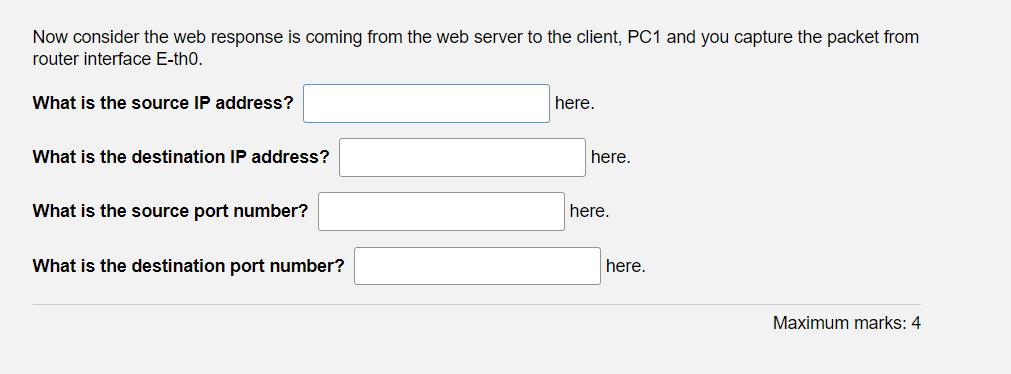 Now consider the web response is coming from the web server to the client, PC1 and you capture the packet from
router interface E-th0.
What is the source IP address? here.
What is the destination IP address? here.
What is the source port number? here.
What is the destination port number? here.
Maximum marks: 4